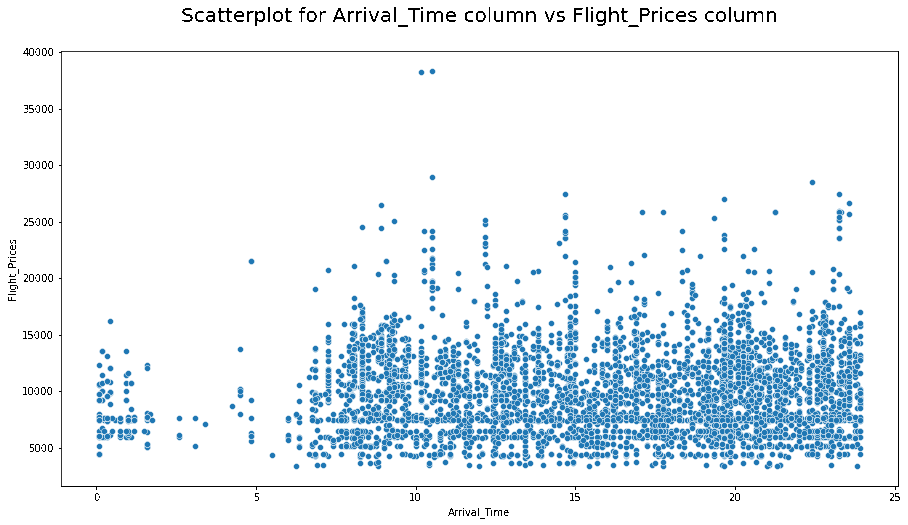 Scatterplot for Arrival_Time column vs Flight_Prices column
40000
35000
30000
25000
20000
15000
10000
5000
Flight_Prices
0 5 10 15 20 25
Arrival_Time